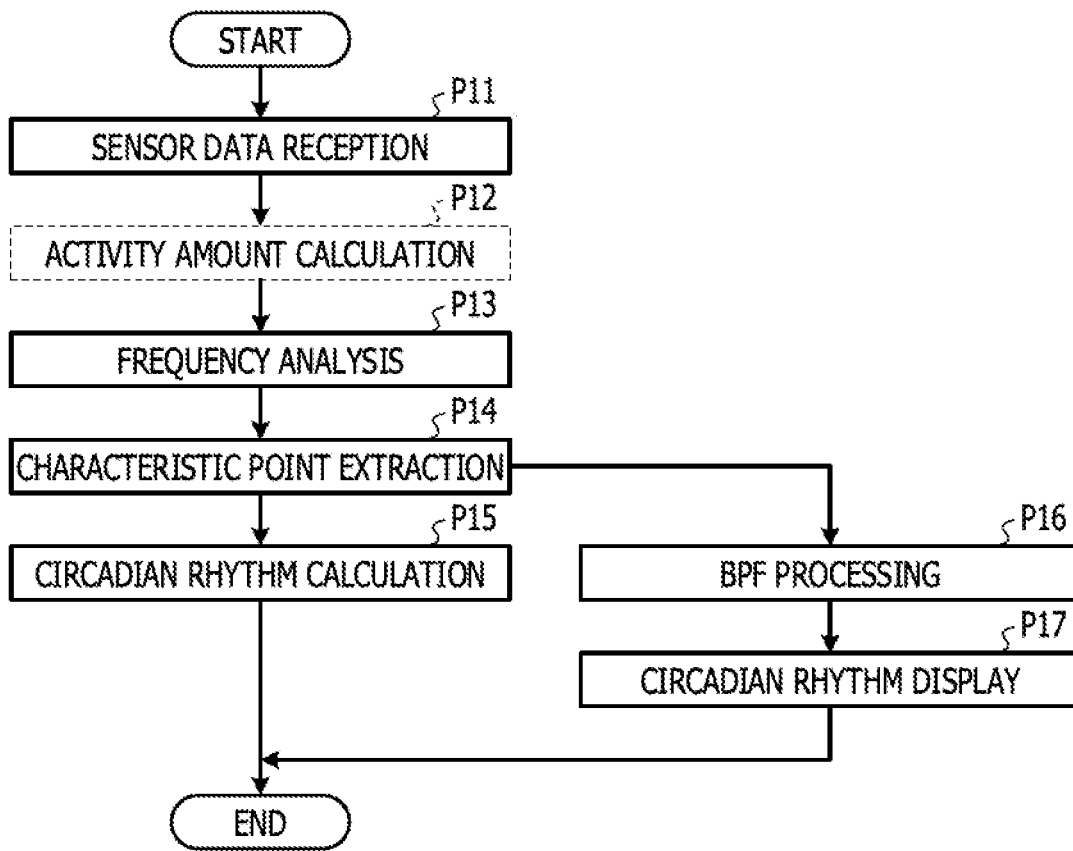 START
P11
SENSOR DATA RECEPTION
P12
ACTIVITY AMOUNT CALCULATION
P13
FREQUENCY ANALYSIS
P14
CHARACTERISTIC POINT EXTRACTION
P15
CIRCADIAN RHYTHM CALCULATION
P16
BPF PROCESSING
P17
CIRCADIAN RHYTHM DISPLAY
END